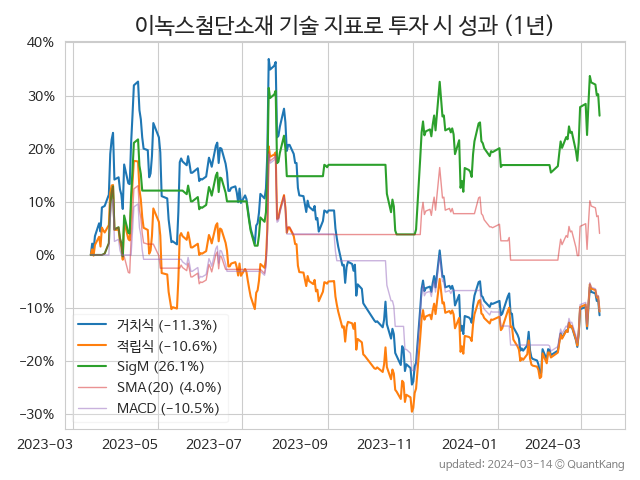 이녹스첨단소재 기술 지표로 투자 시 성과 (1년)
40%
30%
20%
10%
0%
−10%
−20%
−30%
거치식 (−11.3%)
적립식 (−10.6%)
SigM (26.1%)
SMA(20) (4.0%)
MACD (−10.5%)
2023-03 2023-05 2023-07 2023-09 2023-11 2024-01 2024-03
updated: 2024-03-14 ⓒ QuantKang